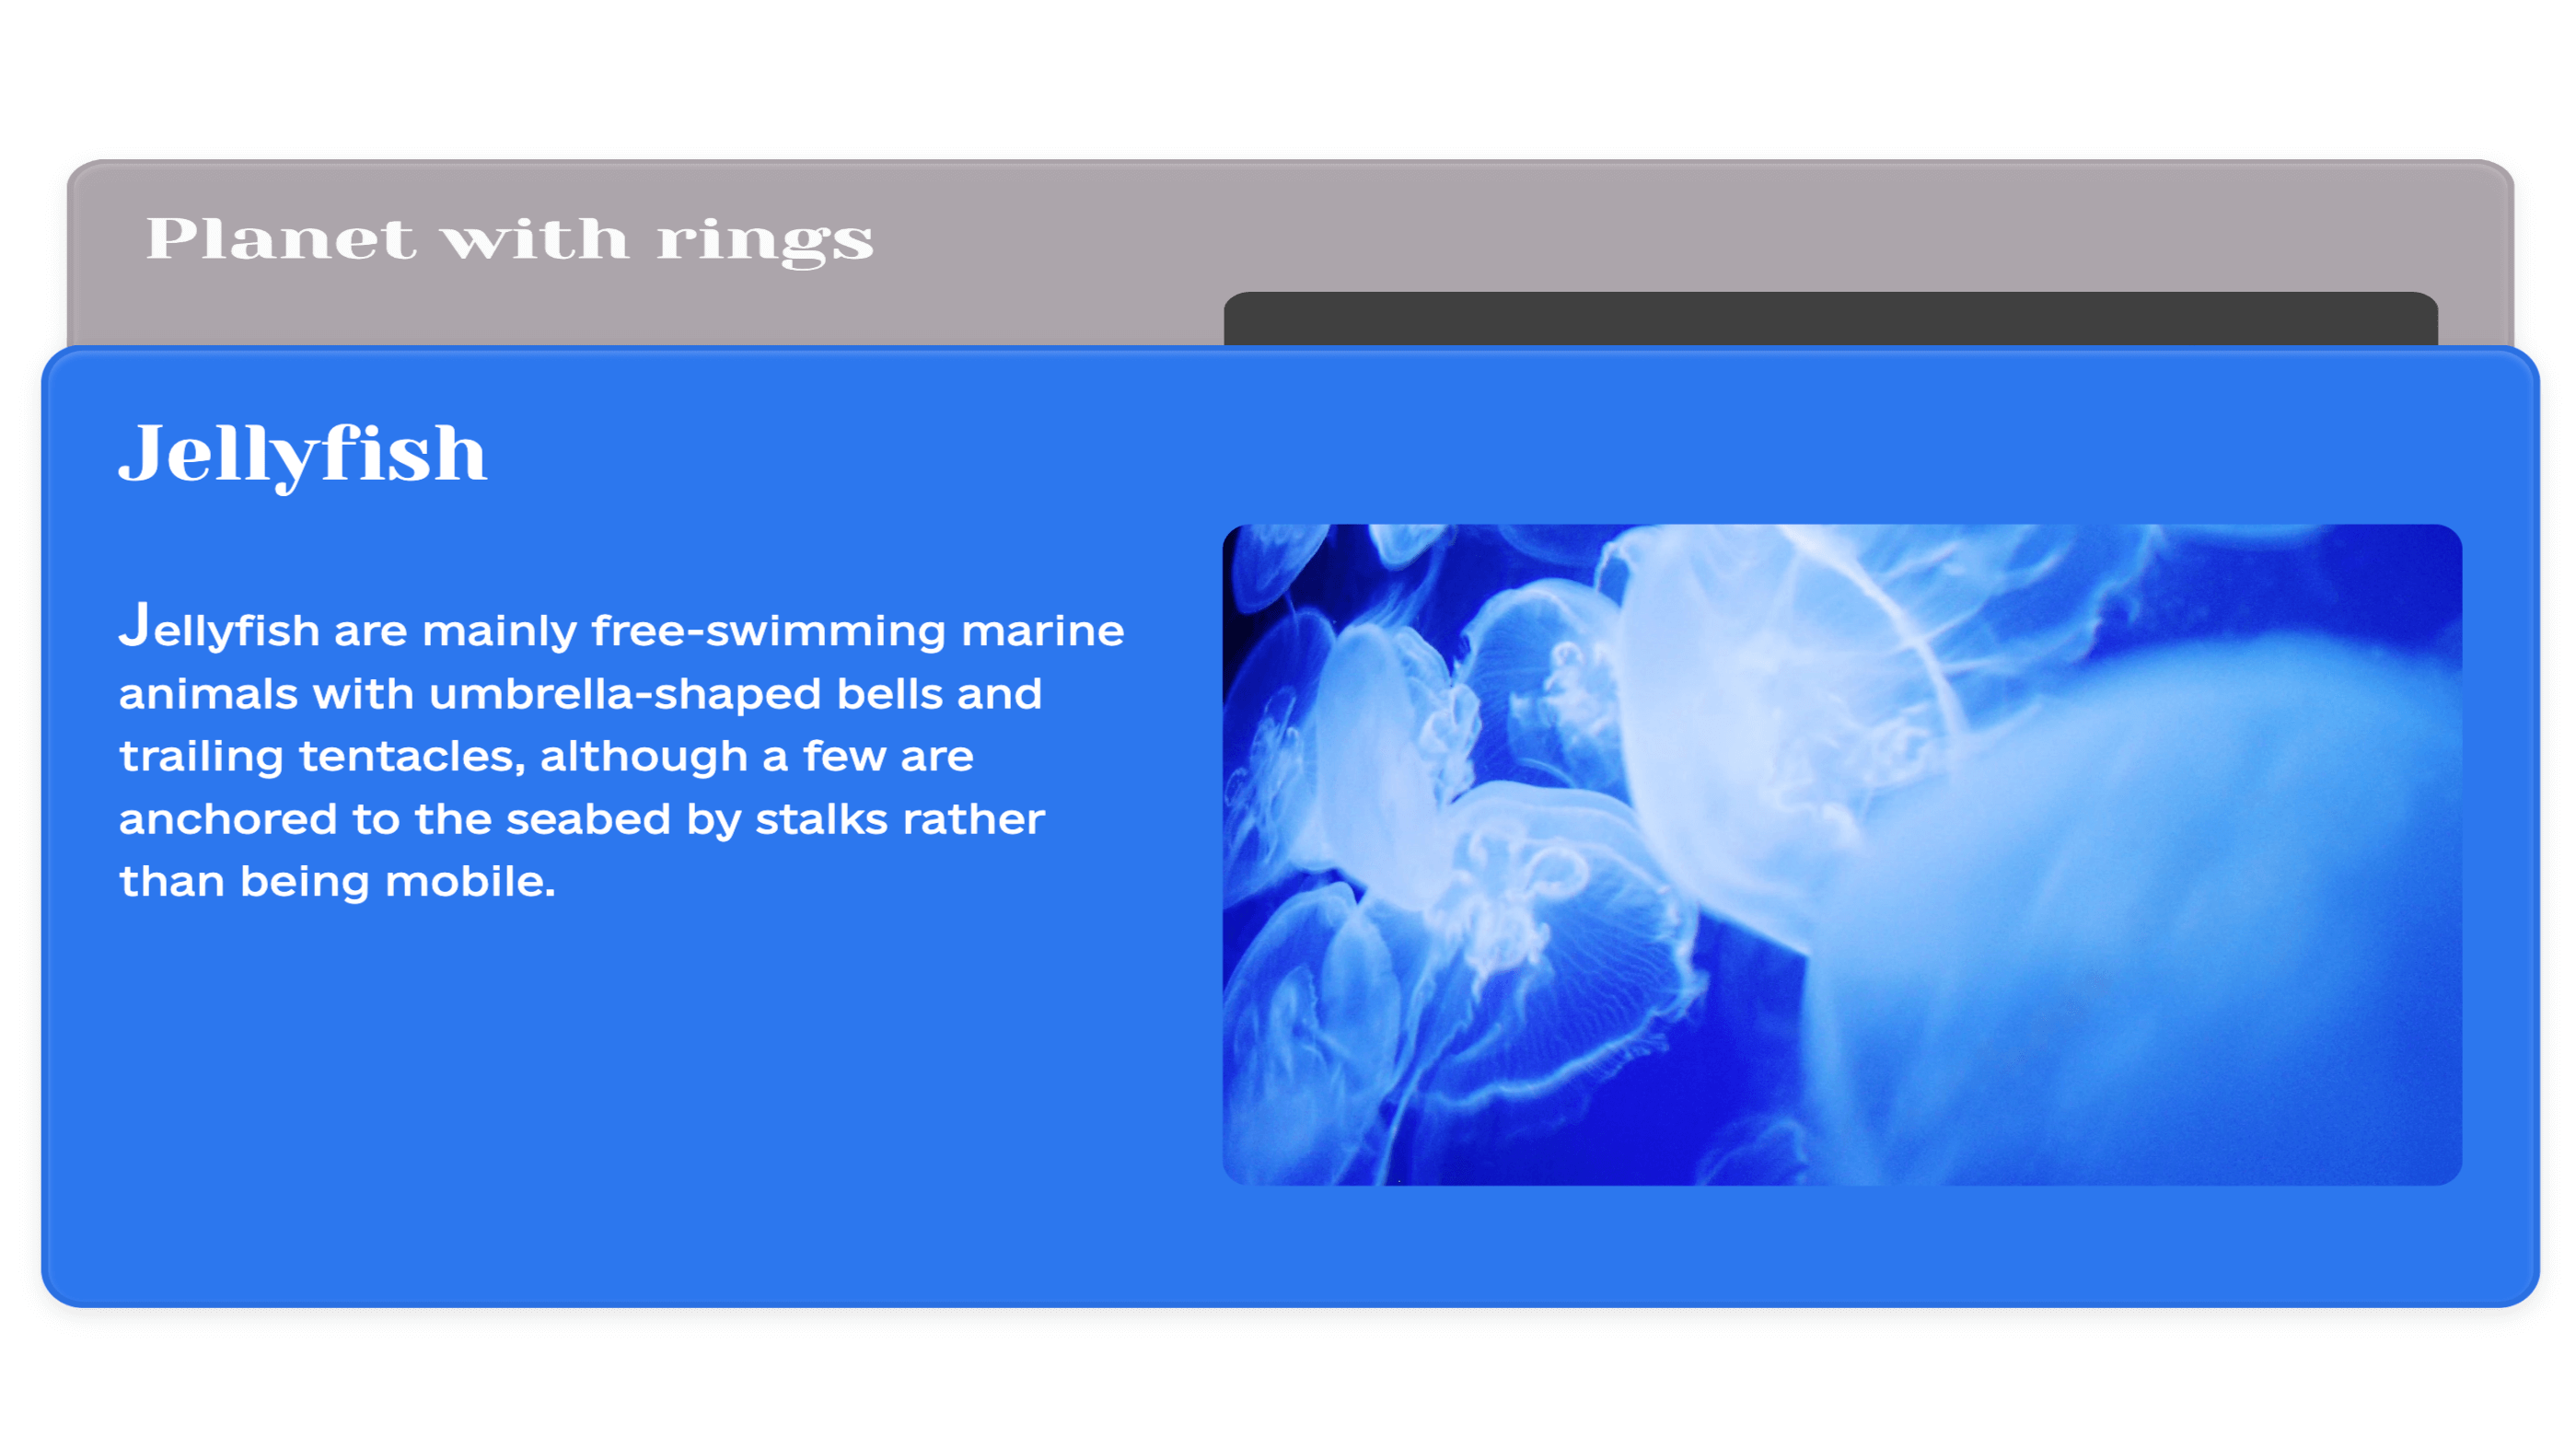 Planet with rings
Jellyfish
Jellyfish are mainly free-swimming marine
animals with umbrella-shaped bells and
trailing tentacles, although a few are
anchored to the seabed by stalks rather
than being mobile.